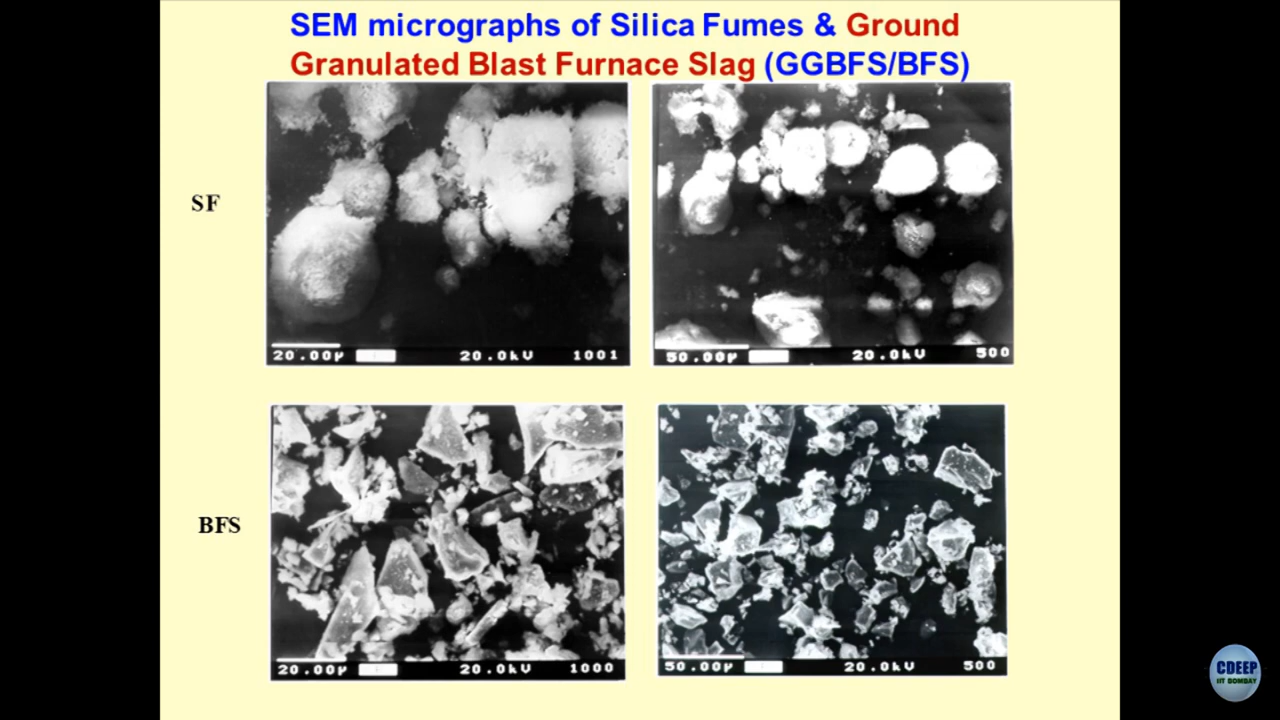 SEM micrographs of Silica Fumes & Ground
Granulated Blast Furnace Slag (GGBFS/BFS)
SF
20.00µ 20.0kV 1001
50.00µ 20.0kV 500
BFS
20.00µ 20.0kV 1000
50.00µ 20.0kV 500
CDEEP
IIT BOMBAY